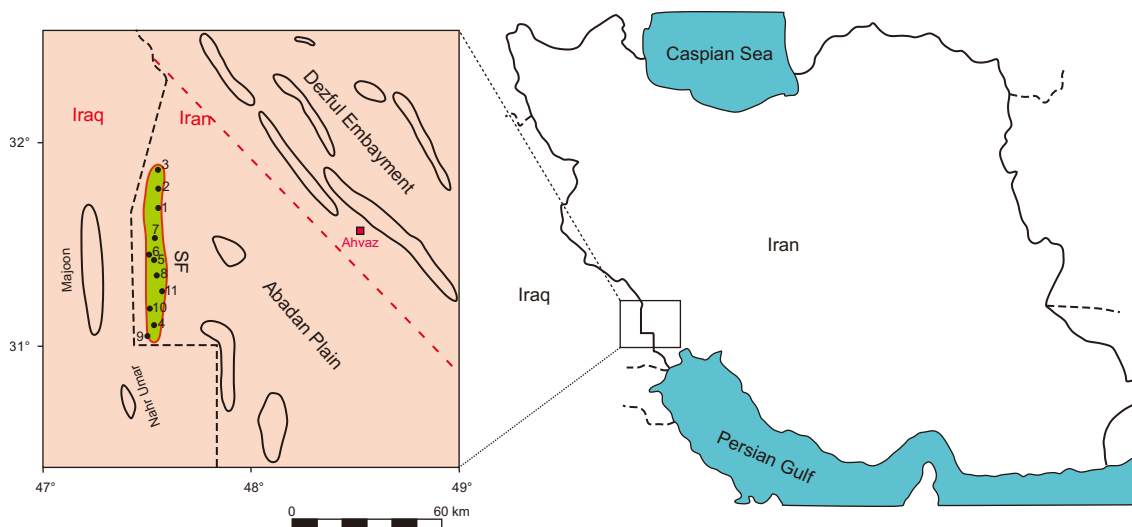 Iraq
Iran
Dezful Embayment
32°
3
2
1
7
6
5
8
11
10
4
9
SF
Majoon
Ahvaz
Abadan Plain
31°
Nahr Umar
47°
48°
49°
0
60 km
Caspian Sea
Iran
Iraq
Persian Gulf